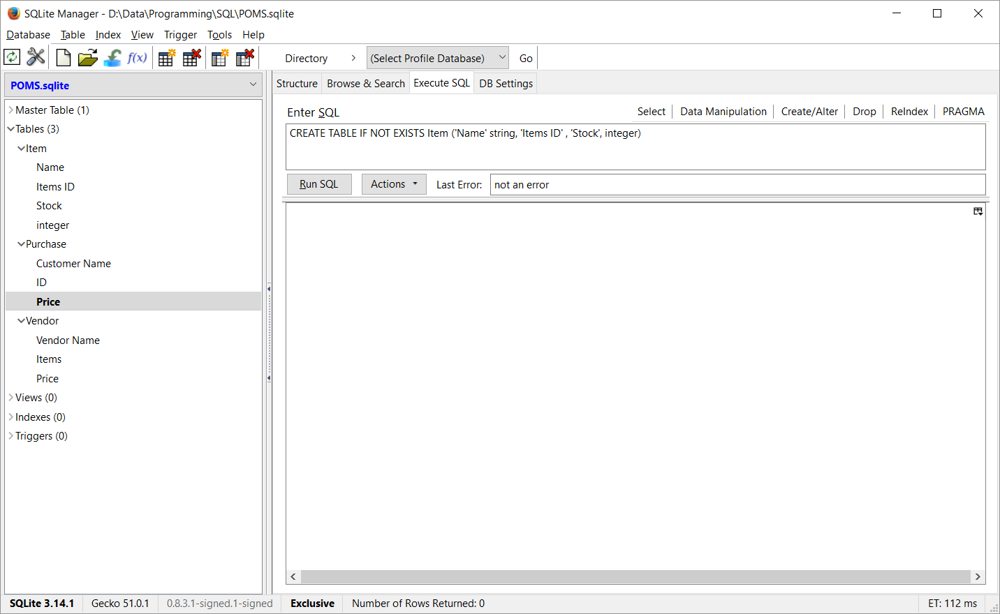 SQLite Manager - D:\Data\Programming\SQL\POMS.sqlite
Database Table Index View Trigger Tools Help
f(x) Directory (Select Profile Database) Go
POMS.sqlite
Master Table (1)
Tables (3)
Item
Name
Items ID
Stock
integer
Purchase
Customer Name
ID
Price
Vendor
Vendor Name
Items
Price
Views (0)
Indexes (0)
Triggers (0)
Structure Browse & Search Execute SQL DB Settings
Enter SQL Select Data Manipulation Create/Alter Drop ReIndex PRAGMA
CREATE TABLE IF NOT EXISTS Item ('Name' string, 'Items ID' , 'Stock', integer)
Run SQL Actions Last Error: not an error
SQLite 3.14.1 Gecko 51.0.1 0.8.3.1-signed.1-signed Exclusive Number of Rows Returned: 0 ET: 112 ms